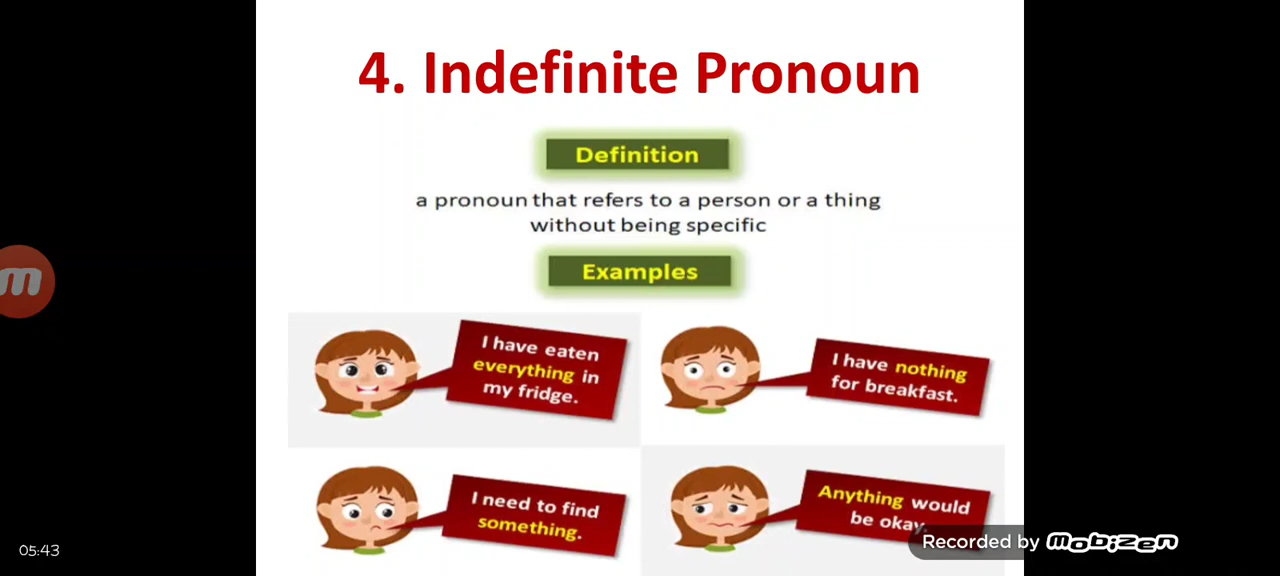 4. Indefinite Pronoun
Definition
a pronoun that refers to a person or a thing
without being specific
Examples
I have eaten
everything in
my fridge.
I have nothing
for breakfast.
I need to find
something.
Anything would
be okay.
05:43
Recorded by mobizen